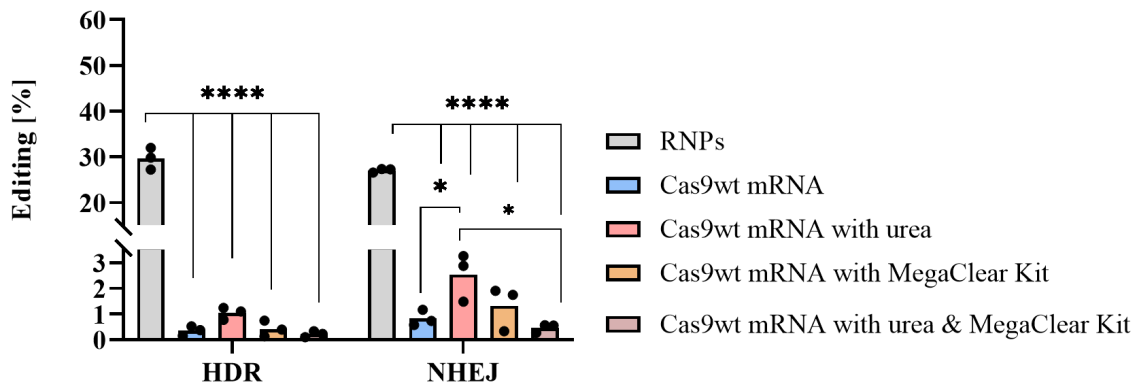 Editing [%]
60
50
40
30
20
3
2
1
0
****
****
*
*
HDR
NHEJ
RNPs
Cas9wt mRNA
Cas9wt mRNA with urea
Cas9wt mRNA with MegaClear Kit
Cas9wt mRNA with urea & MegaClear Kit